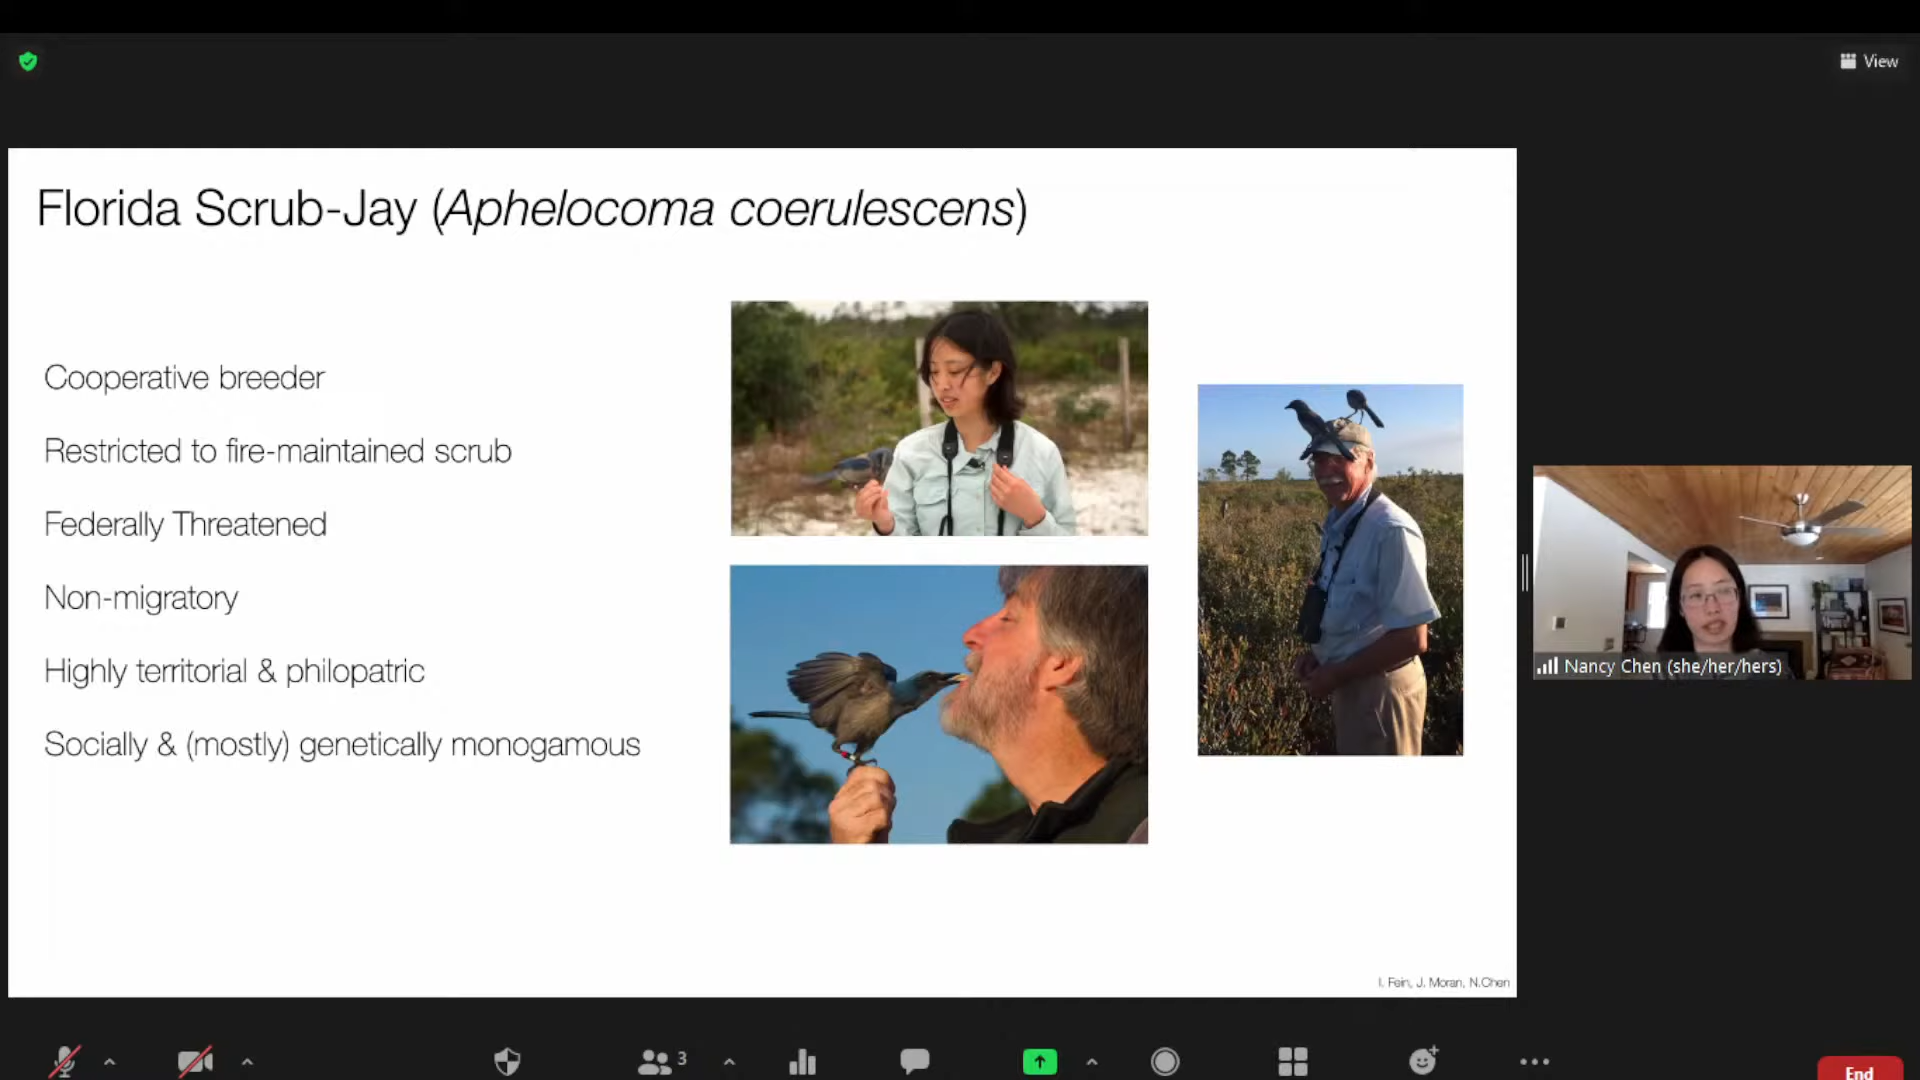 View
Florida Scrub-Jay (Aphelocoma coerulescens)
Cooperative breeder
Restricted to fire-maintained scrub
Federally Threatened
Non-migratory
Highly territorial & philopatric
Socially & (mostly) genetically monogamous
Nancy Chen (she/her/hers)
I. Fein, J. Moran, N.Chen
3
End